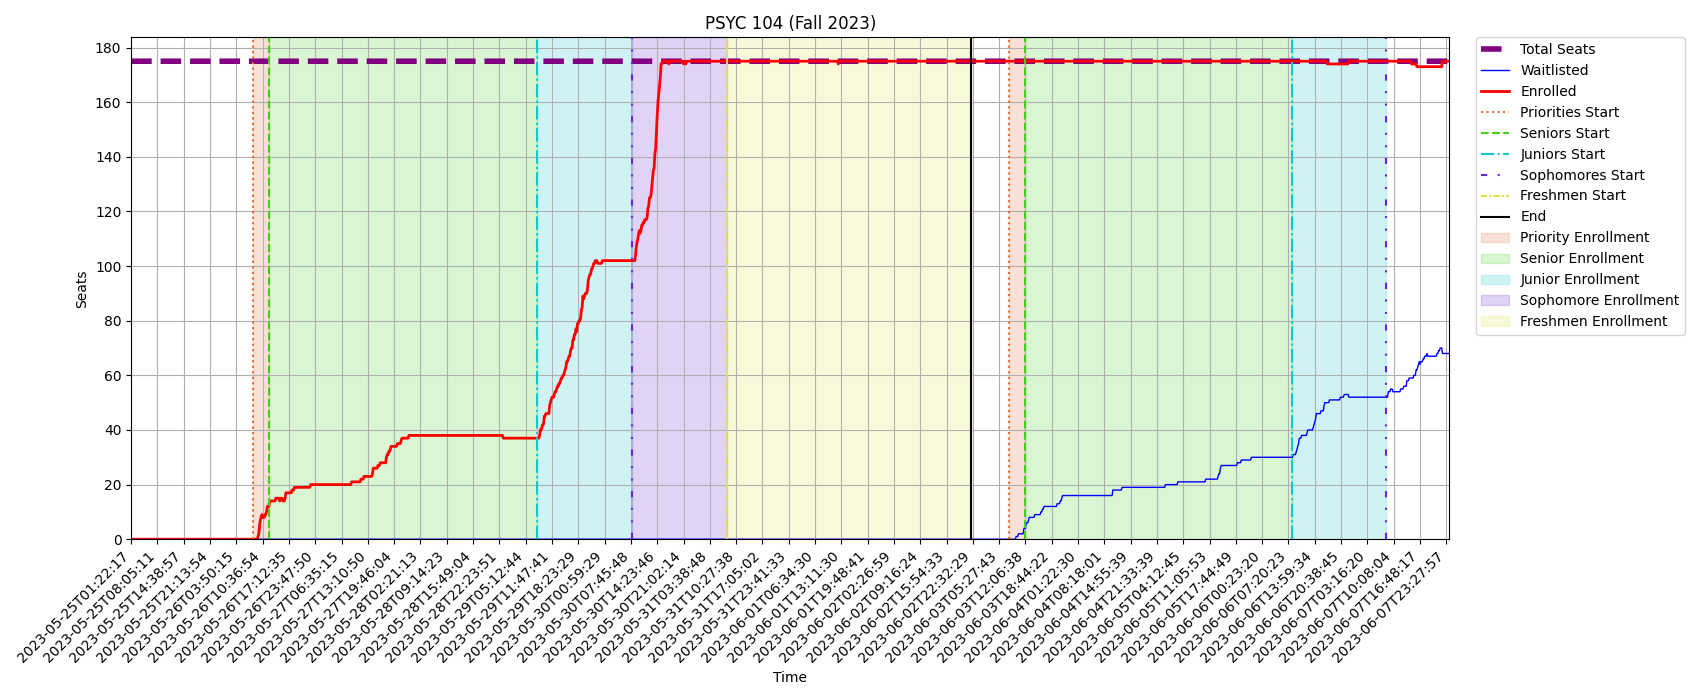 PSYC 104 (Fall 2023)
Seats
180
160
140
120
100
80
60
40
20
0
2023-05-25T01:22:17
2023-05-25T08:05:11
2023-05-25T14:38:57
2023-05-25T21:13:54
2023-05-26T03:50:15
2023-05-26T10:36:54
2023-05-26T17:12:35
2023-05-26T23:47:50
2023-05-27T06:35:15
2023-05-27T13:10:50
2023-05-27T19:46:04
2023-05-28T02:21:13
2023-05-28T09:14:23
2023-05-28T15:49:04
2023-05-28T22:23:51
2023-05-29T05:12:44
2023-05-29T11:47:41
2023-05-29T18:23:29
2023-05-30T00:59:29
2023-05-30T07:45:48
2023-05-30T14:23:46
2023-05-30T21:02:14
2023-05-31T03:38:48
2023-05-31T10:27:38
2023-05-31T17:05:02
2023-05-31T23:41:33
2023-06-01T06:34:30
2023-06-01T13:11:30
2023-06-01T19:48:41
2023-06-02T02:26:59
2023-06-02T09:16:24
2023-06-02T15:54:33
2023-06-02T22:32:29
2023-06-03T05:27:43
2023-06-03T12:06:38
2023-06-03T18:44:22
2023-06-04T01:22:30
2023-06-04T08:18:01
2023-06-04T14:55:39
2023-06-04T21:33:39
2023-06-05T04:12:45
2023-06-05T11:05:53
2023-06-05T17:44:49
2023-06-06T00:23:20
2023-06-06T07:20:23
2023-06-06T13:59:34
2023-06-06T20:38:45
2023-06-07T03:16:20
2023-06-07T10:08:04
2023-06-07T16:48:17
2023-06-07T23:27:57
Time
Total Seats
Waitlisted
Enrolled
Priorities Start
Seniors Start
Juniors Start
Sophomores Start
Freshmen Start
End
Priority Enrollment
Senior Enrollment
Junior Enrollment
Sophomore Enrollment
Freshmen Enrollment